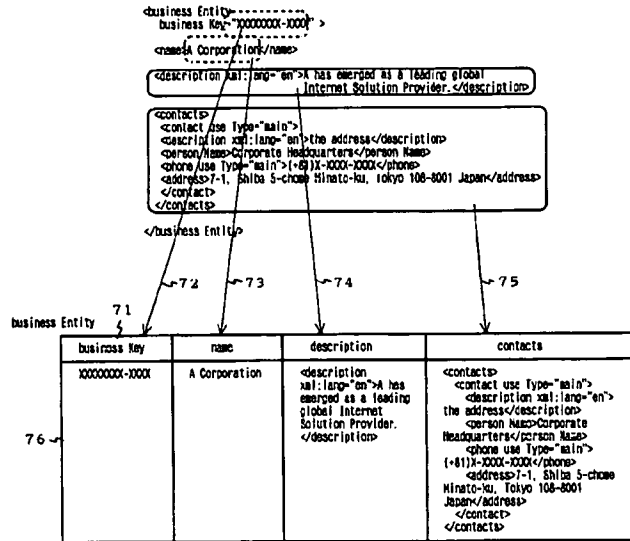 <business Entity
business Key="XXXXXXXX-XXXX" >
<name>A Corporation</name>
<description xml:lang="en">A has emerged as a leading global
Internet Solution Provider.</description>
<contacts>
<contact use Type="main">
<description xml:lang="en">the address</description>
<person Name>Corporate Headquarters</person Name>
<phone use Type="main">(+81)X-XXXX-XXXX</phone>
<address>7-1, Shiba 5-chome Minato-ku, Tokyo 108-8001 Japan</address>
</contact>
</contacts>
</business Entity>
72
73
74
75
71
business Entity
business Key
name
description
contacts
76
XXXXXXXX-XXXX
A Corporation
<description
xml:lang="en">A has
emerged as a leading
global Internet
Solution Provider.
</description>
<contacts>
<contact use Type="main">
<description xml:lang="en">
the address</description>
<person Name>Corporate
Headquarters</person Name>
<phone use Type="main">
(+81)X-XXXX-XXXX</phone>
<address>7-1, Shiba 5-chome
Minato-ku, Tokyo 108-8001
Japan</address>
</contact>
</contacts>